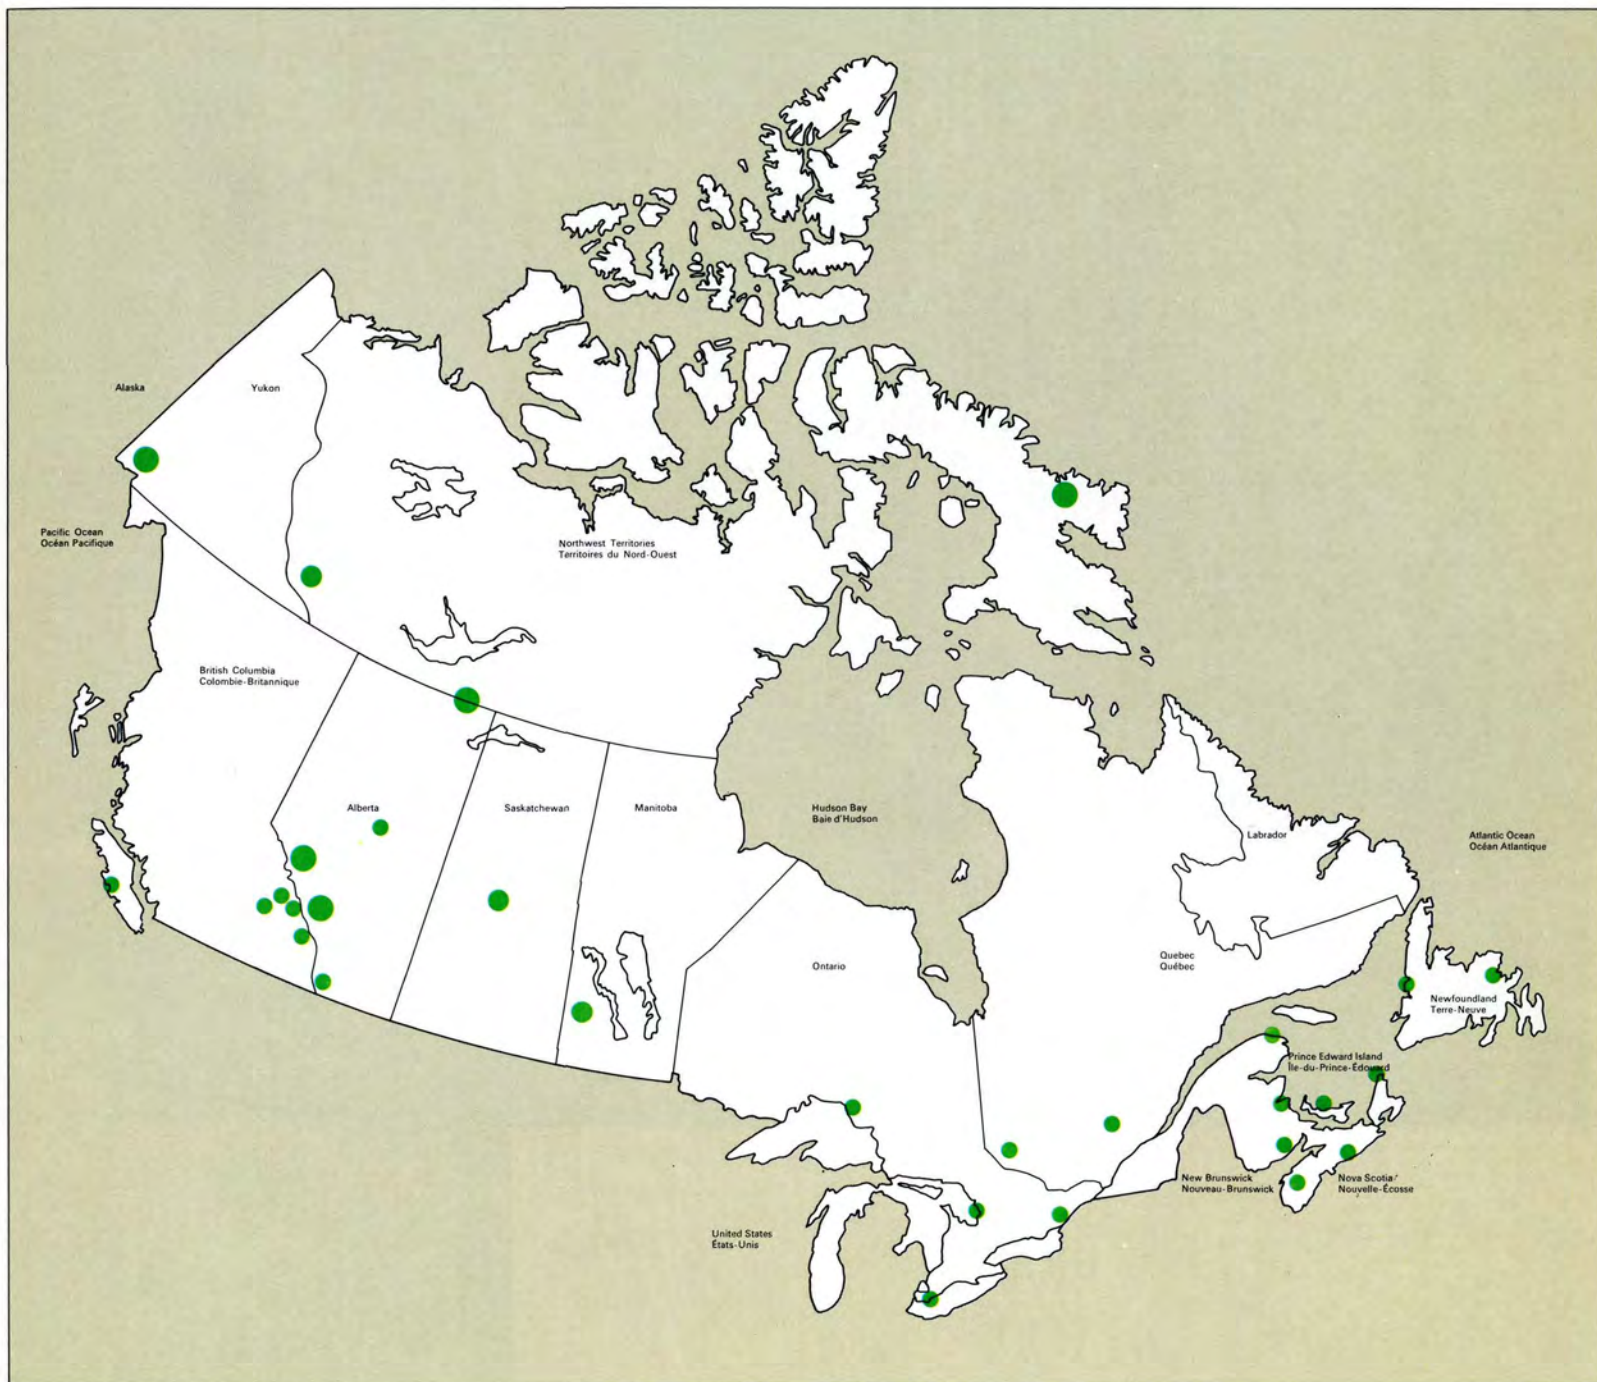 Alaska
Yukon
Pacific Ocean
Océan Pacifique
Northwest Territories
Territoires du Nord-Ouest
British Columbia
Colombie-Britannique
Alberta
Saskatchewan
Manitoba
Hudson Bay
Baie d'Hudson
Labrador
Atlantic Ocean
Océan Atlantique
Ontario
Quebec
Québec
Newfoundland
Terre-Neuve
Prince Edward Island
Île-du-Prince-Édouard
New Brunswick
Nouveau-Brunswick
Nova Scotia
Nouvelle-Écosse
United States
États-Unis